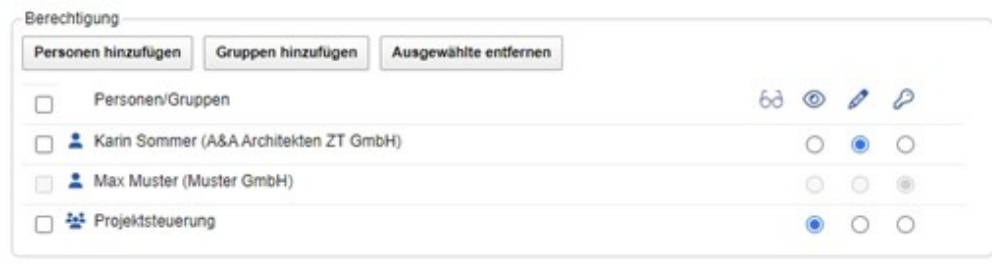 Berechtigung
Personen hinzufügen Gruppen hinzufügen Ausgewählte entfernen
Personen/Gruppen
Karin Sommer (A&A Architekten ZT GmbH)
Max Muster (Muster GmbH)
Projektsteuerung